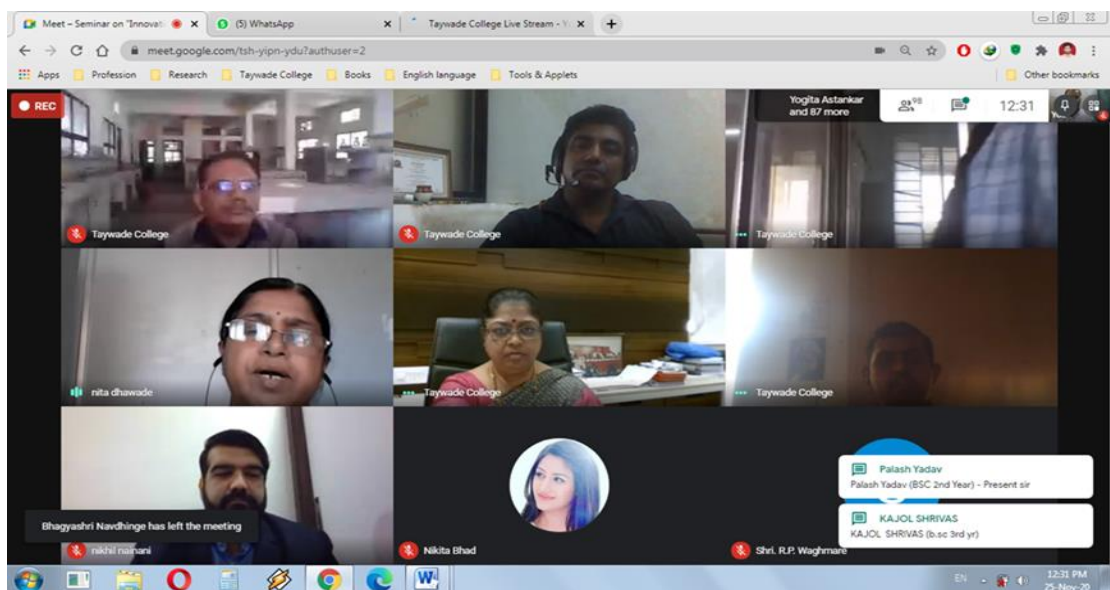 Meet – Seminar on "Innovati
(5) WhatsApp
Taywade College Live Stream - Y
meet.google.com/tsh-yipn-ydu?authuser=2
Apps
Profession
Research
Taywade College
Books
English language
Tools & Applets
Other bookmarks
REC
Yogita Astankar
and 87 more
98
12:31
Taywade College
Taywade College
Taywade College
nita dhawade
Taywade College
Taywade College
Palash Yadav
Palash Yadav (BSC 2nd Year) - Present sir
KAJOL SHRIVAS
KAJOL SHRIVAS (b.sc 3rd yr)
Bhagyashri Navdhinge has left the meeting
nikhil nainani
Nikita Bhad
Shri. R.P. Waghmare
EN
12:31 PM
25-Nov-20